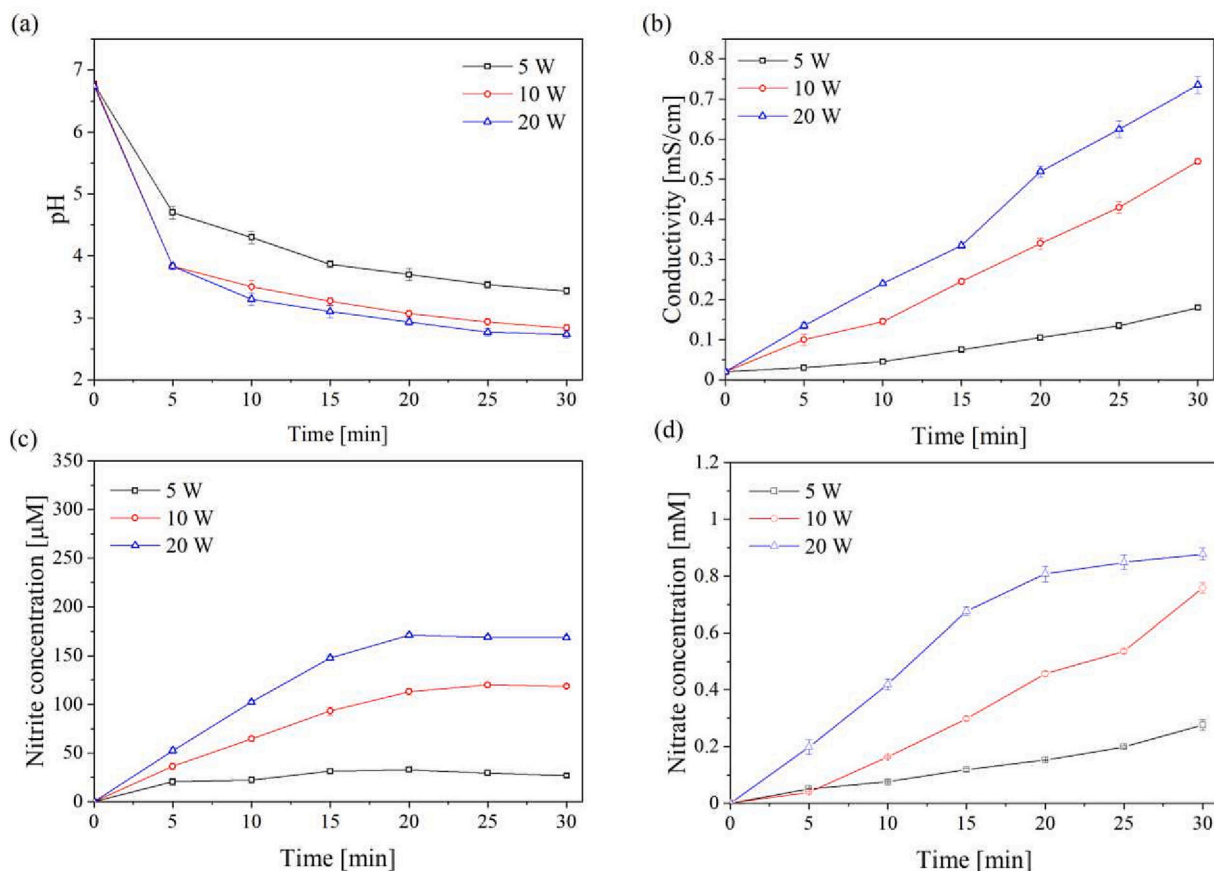 (a)
7
6
5
4
3
2
pH
0 5 10 15 20 25 30
Time [min]
5 W
10 W
20 W
(b)
0.8
0.7
0.6
0.5
0.4
0.3
0.2
0.1
0
Conductivity [mS/cm]
0 5 10 15 20 25 30
Time [min]
5 W
10 W
20 W
(c)
350
300
250
200
150
100
50
0
Nitrite concentration [µM]
0 5 10 15 20 25 30
Time [min]
5 W
10 W
20 W
(d)
1.2
1
0.8
0.6
0.4
0.2
0
Nitrate concentration [mM]
0 5 10 15 20 25 30
Time [min]
5 W
10 W
20 W